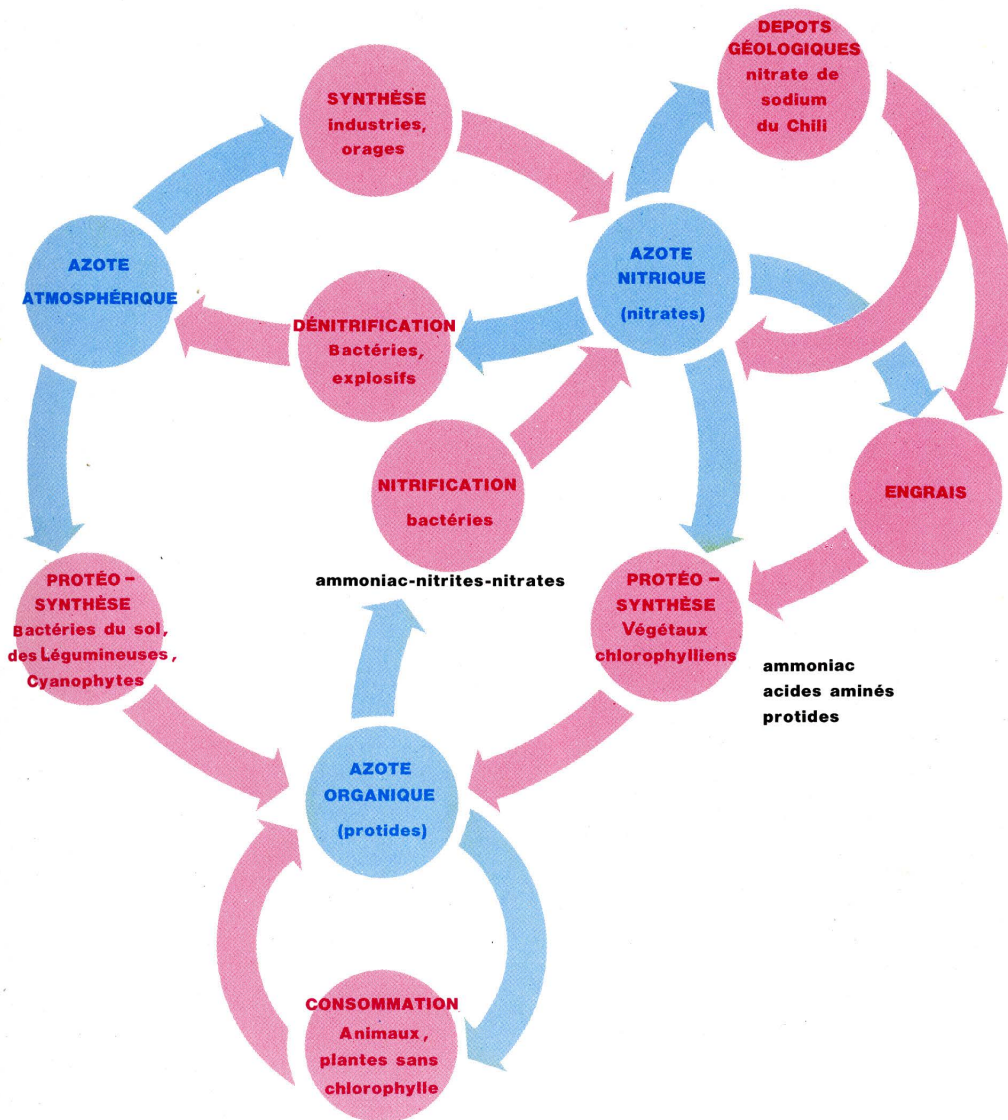 DEPOTS
GÉOLOGIQUES
nitrate de
sodium
du Chili
SYNTHÈSE
industries,
orages
AZOTE
ATMOSPHÉRIQUE
AZOTE
NITRIQUE
(nitrates)
DÉNITRIFICATION
Bactéries,
explosifs
NITRIFICATION
bactéries
ammoniac-nitrites-nitrates
ENGRAIS
PROTÉO -
SYNTHÈSE
Bactéries du sol,
des Légumineuses,
Cyanophytes
PROTÉO -
SYNTHÈSE
Végétaux
chlorophylliens
ammoniac
acides aminés
protides
AZOTE
ORGANIQUE
(protides)
CONSOMMATION
Animaux,
plantes sans
chlorophylle